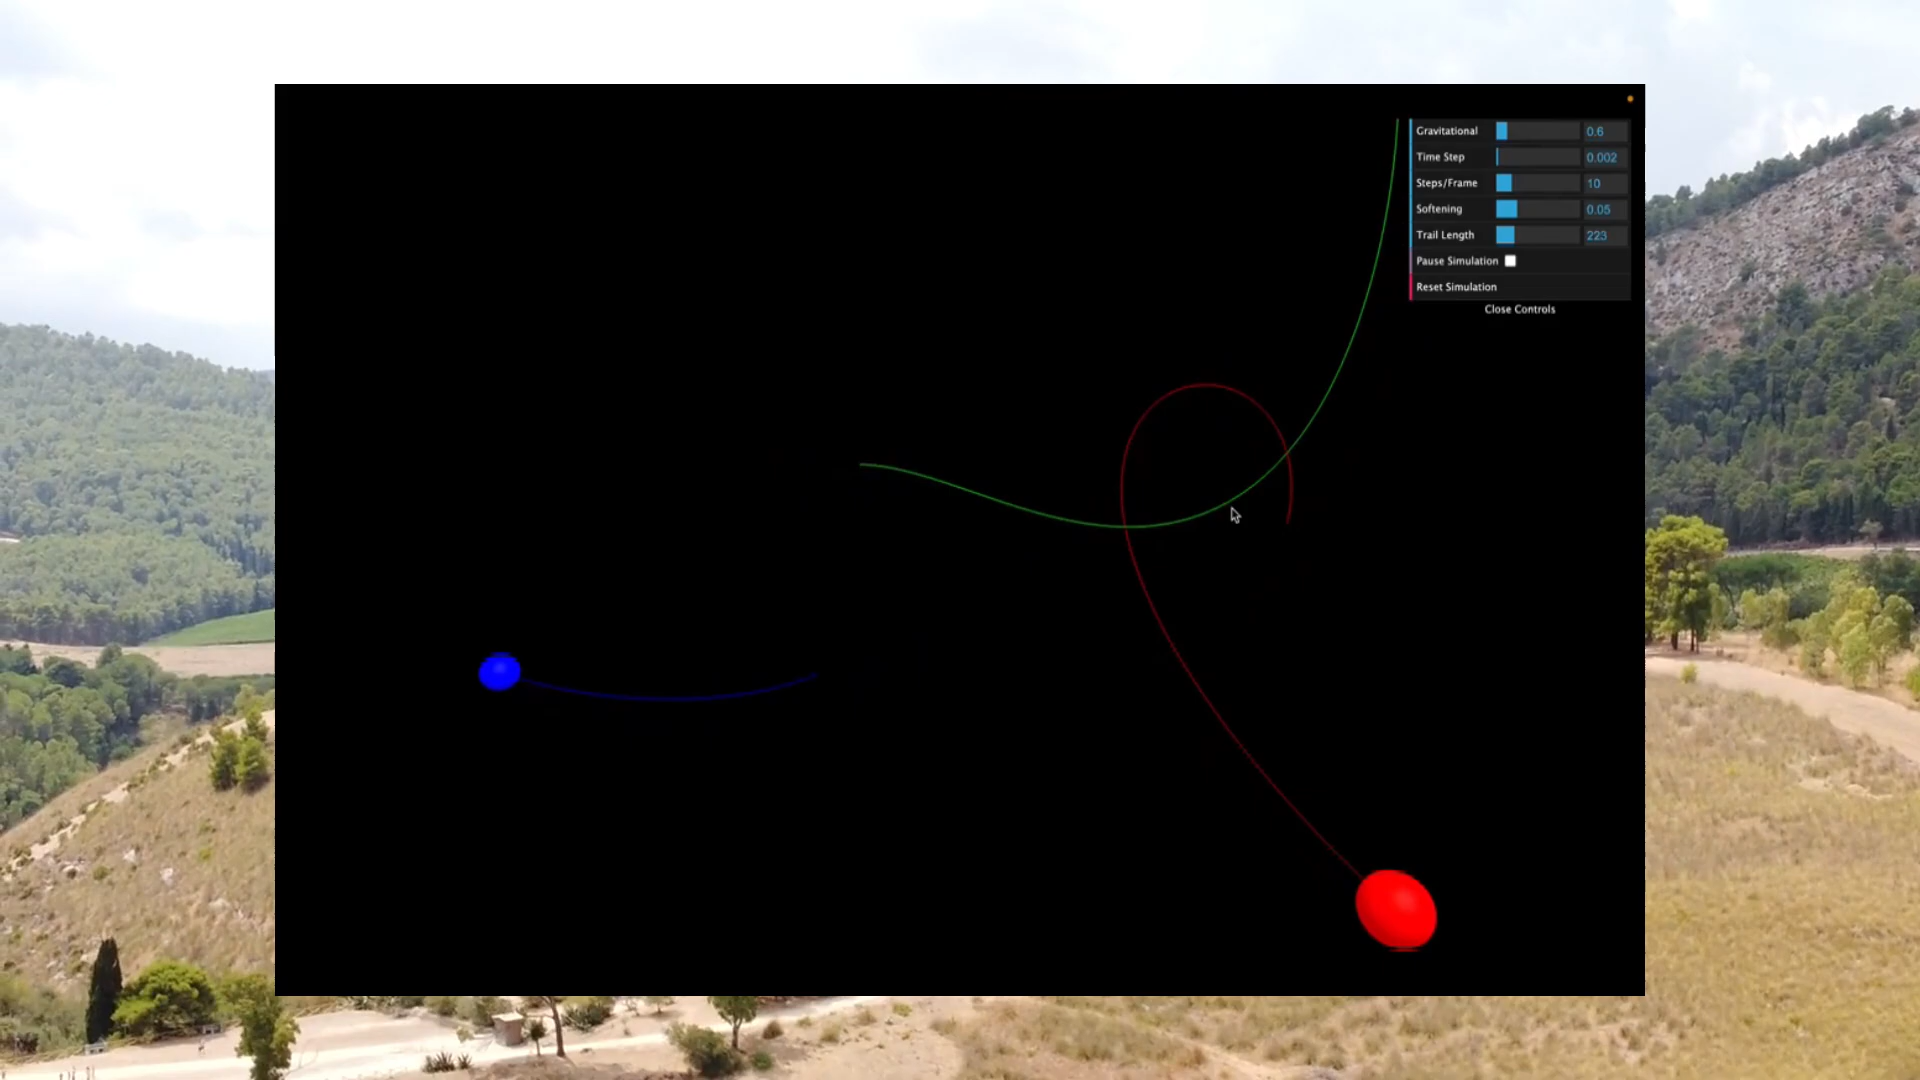 Gravitational 0.6
Time Step 0.002
Steps/Frame 10
Softening 0.05
Trail Length 223
Pause Simulation
Reset Simulation
Close Controls